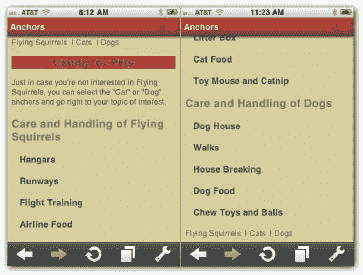 AT&T 8:12 AM
Anchors
Flying Squirrels | Cats | Dogs
Just in case you're not interested in Flying
Squirrels, you can select the "Cat" or "Dog"
anchors and go right to your topic of interest.
Care and Handling of Flying
Squirrels
Hangars
Runways
Flight Training
Airline Food
AT&T 11:23 AM
Anchors
Litter Box
Cat Food
Toy Mouse and Catnip
Care and Handling of Dogs
Dog House
Walks
House Breaking
Dog Food
Chew Toys and Balls
Flying Squirrels | Cats | Dogs